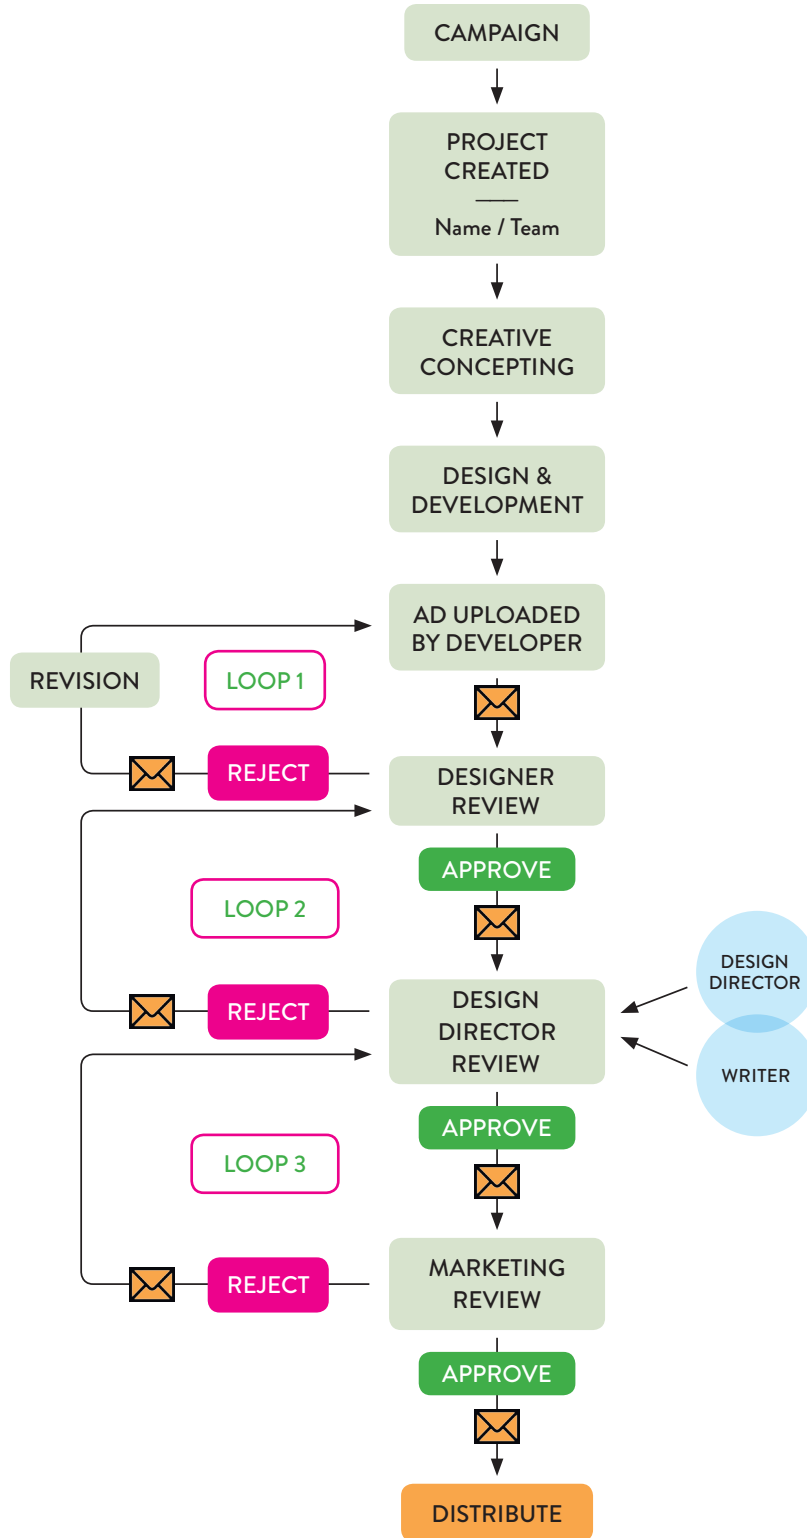 CAMPAIGN
PROJECT
CREATED
Name / Team
CREATIVE
CONCEPTING
DESIGN &
DEVELOPMENT
AD UPLOADED
BY DEVELOPER
REVISION
LOOP 1
REJECT
DESIGNER
REVIEW
APPROVE
LOOP 2
REJECT
DESIGN
DIRECTOR
REVIEW
DESIGN
DIRECTOR
WRITER
APPROVE
LOOP 3
REJECT
MARKETING
REVIEW
APPROVE
DISTRIBUTE